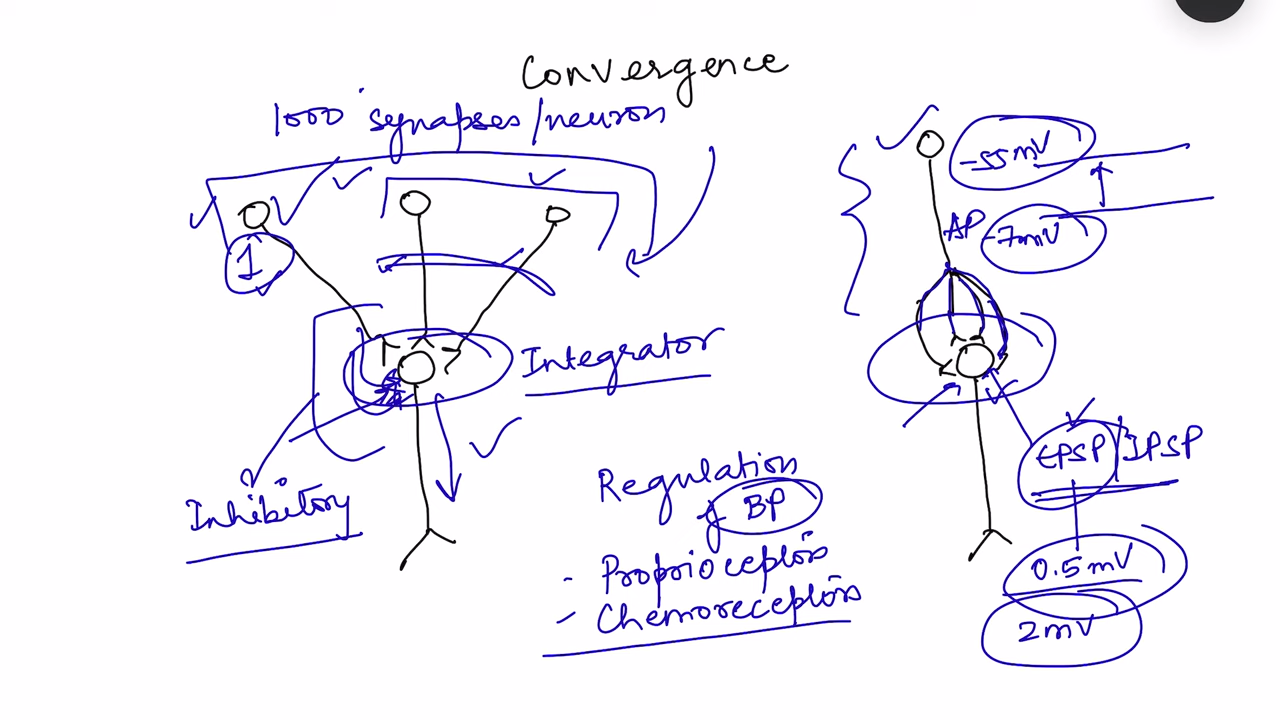 Convergence
1000 synapses/neuron
1
Integrator
Inhibitory
Regulation
of BP
- Proprioceptors
- Chemoreceptors
-55mV
AP -7mV
EPSP/IPSP
0.5mV
2mV